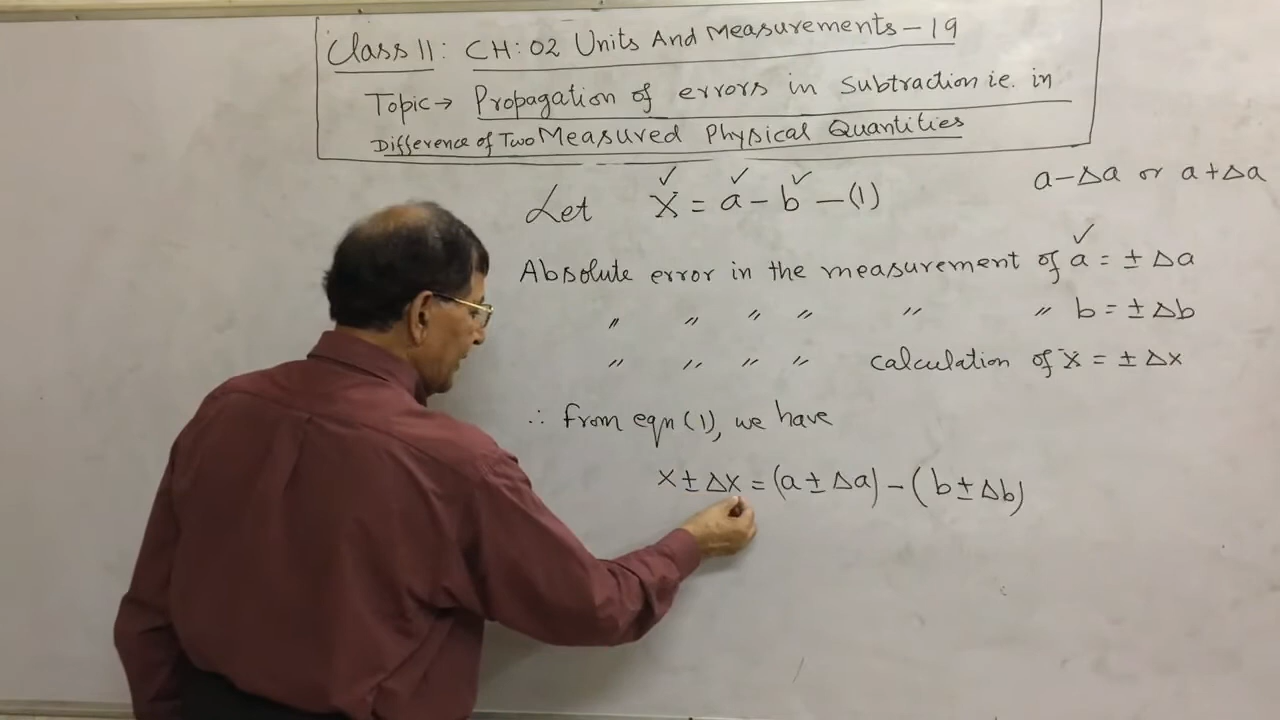 Class 11: CH: 02 Units And Measurements - 19
Topic → Propagation of errors in Subtraction ie. in
Difference of Two Measured Physical Quantities
a-Δa or a+Δa
Let X = a - b - (1)
Absolute error in the measurement of a = ± Δa
" " " " " " b = ± Δb
" " " " calculation of x = ± Δx
∴ from eqn (1), we have
x ± Δx = (a ± Δa) - (b ± Δb)